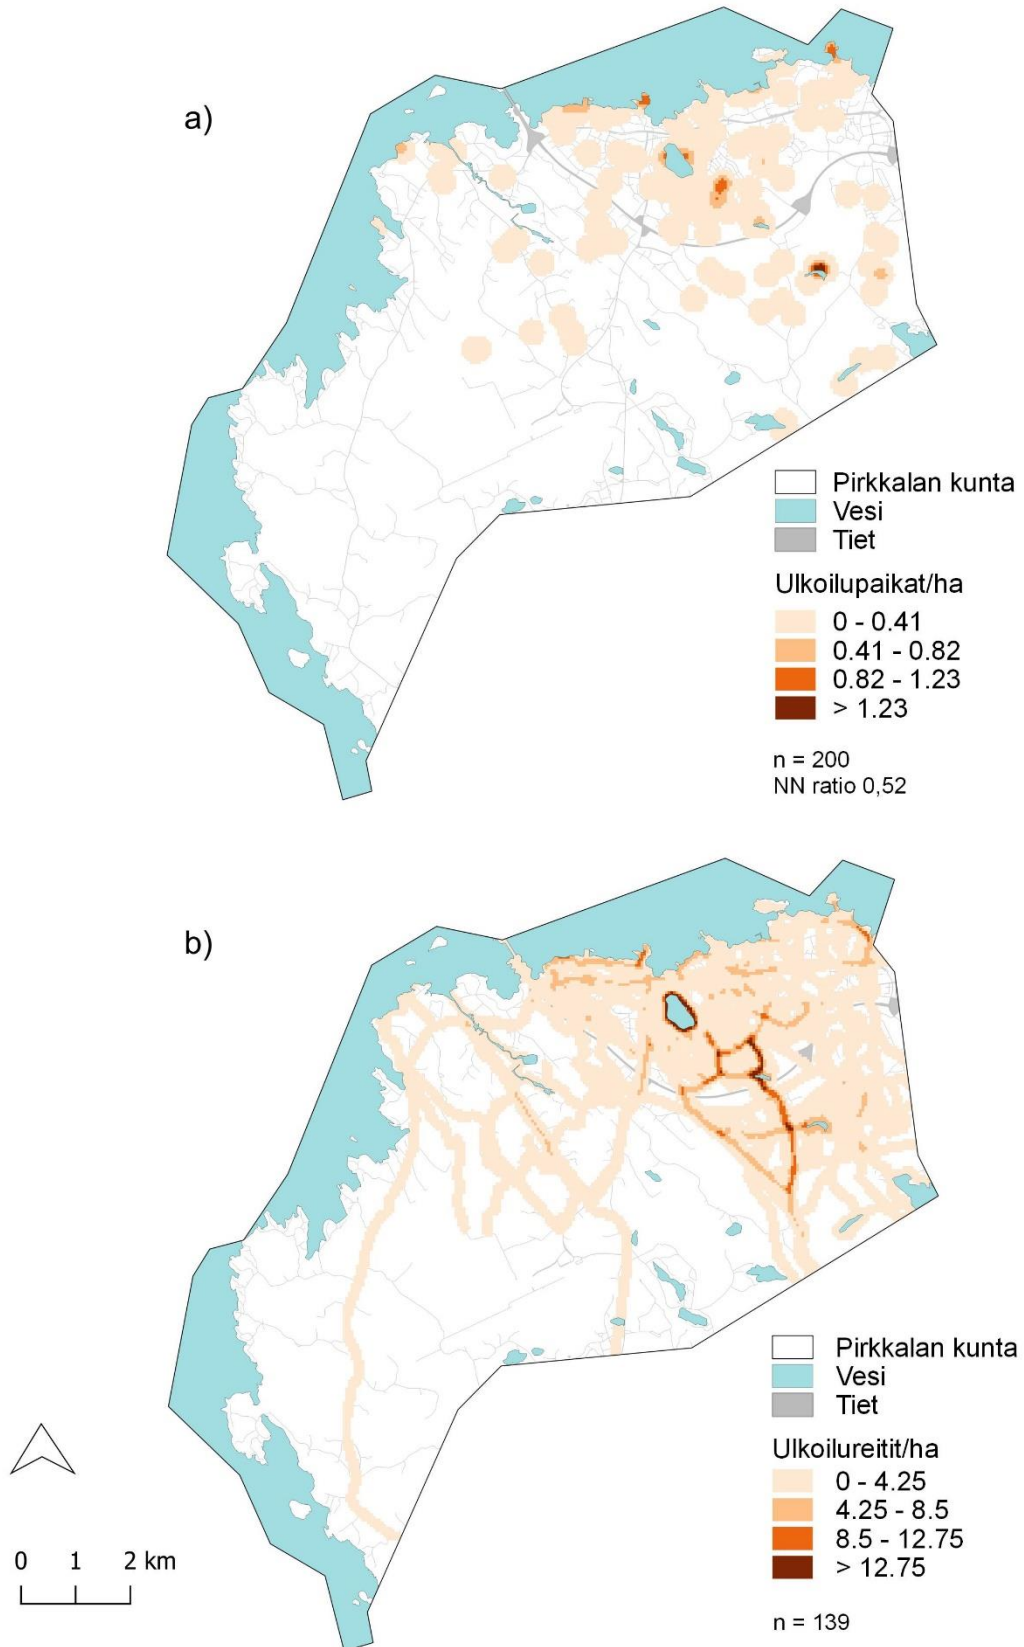 a)
Pirkkalan kunta
Vesi
Tiet
Ulkoilupaikat/ha
0 - 0.41
0.41 - 0.82
0.82 - 1.23
> 1.23
n = 200
NN ratio 0,52
b)
Pirkkalan kunta
Vesi
Tiet
Ulkoilureitit/ha
0 - 4.25
4.25 - 8.5
8.5 - 12.75
> 12.75
n = 139
0 1 2 km